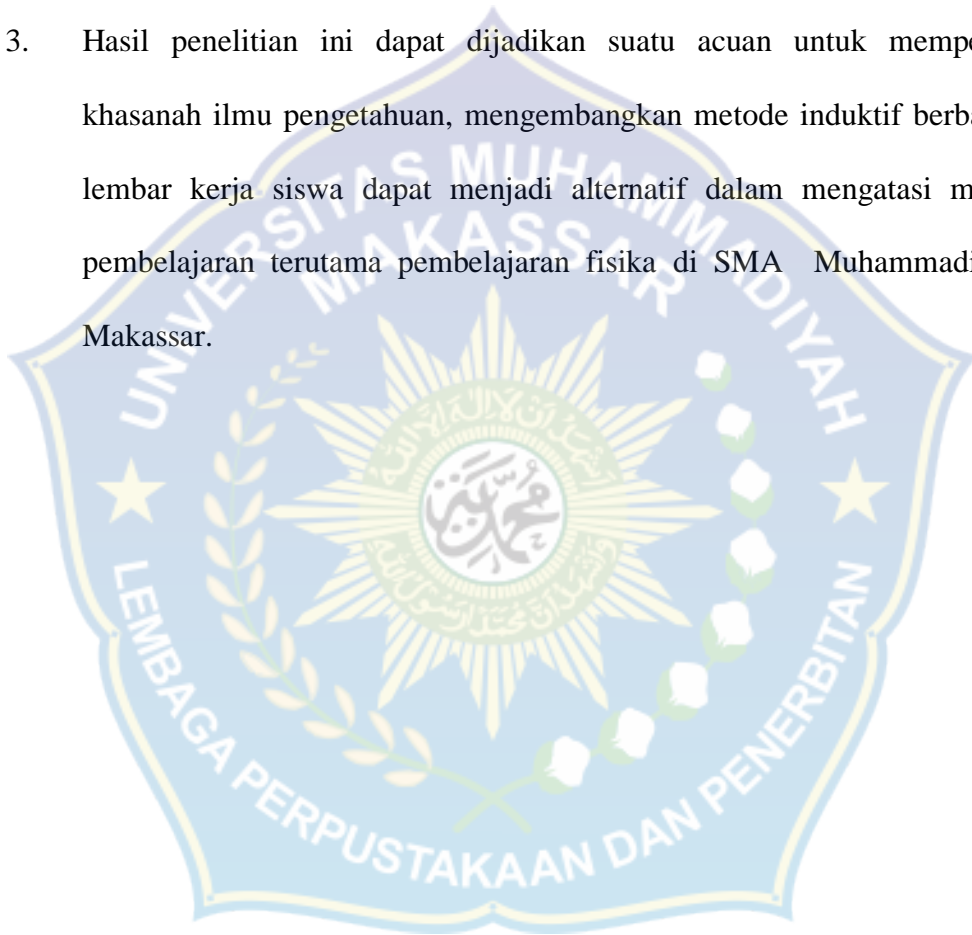 3. Hasil penelitian ini dapat dijadikan suatu acuan untuk mempe
khasanah ilmu pengetahuan, mengembangkan metode induktif berba
lembar kerja siswa dapat menjadi alternatif dalam mengatasi m
pembelajaran terutama pembelajaran fisika di SMA Muhammadi
Makassar.
UNIVERSITAS MUHAMMADIYAH
MAKASSAR
LEMBAGA PERPUSTAKAAN DAN PENERBITAN